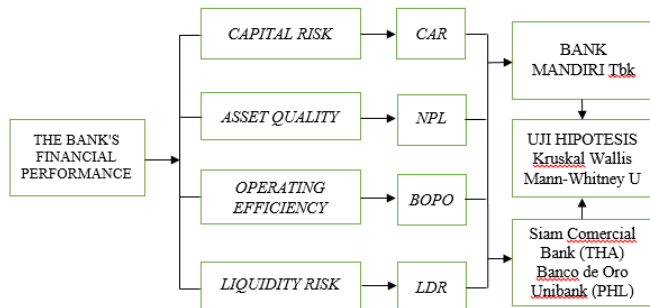 THE BANK'S
FINANCIAL
PERFORMANCE
CAPITAL RISK
CAR
ASSET QUALITY
NPL
OPERATING
EFFICIENCY
BOPO
LIQUIDITY RISK
LDR
BANK
MANDIRI Tbk
UJI HIPOTESIS
Kruskal Wallis
Mann-Whitney U
Siam Comercial
Bank (THA)
Banco de Oro
Unibank (PHL)